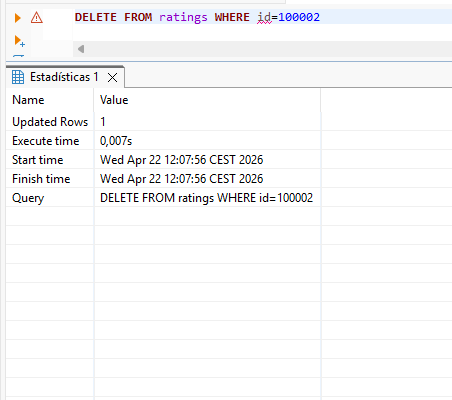 DELETE FROM ratings WHERE id=100002
Estadísticas 1
Name Value
Updated Rows 1
Execute time 0,007s
Start time Wed Apr 22 12:07:56 CEST 2026
Finish time Wed Apr 22 12:07:56 CEST 2026
Query DELETE FROM ratings WHERE id=100002